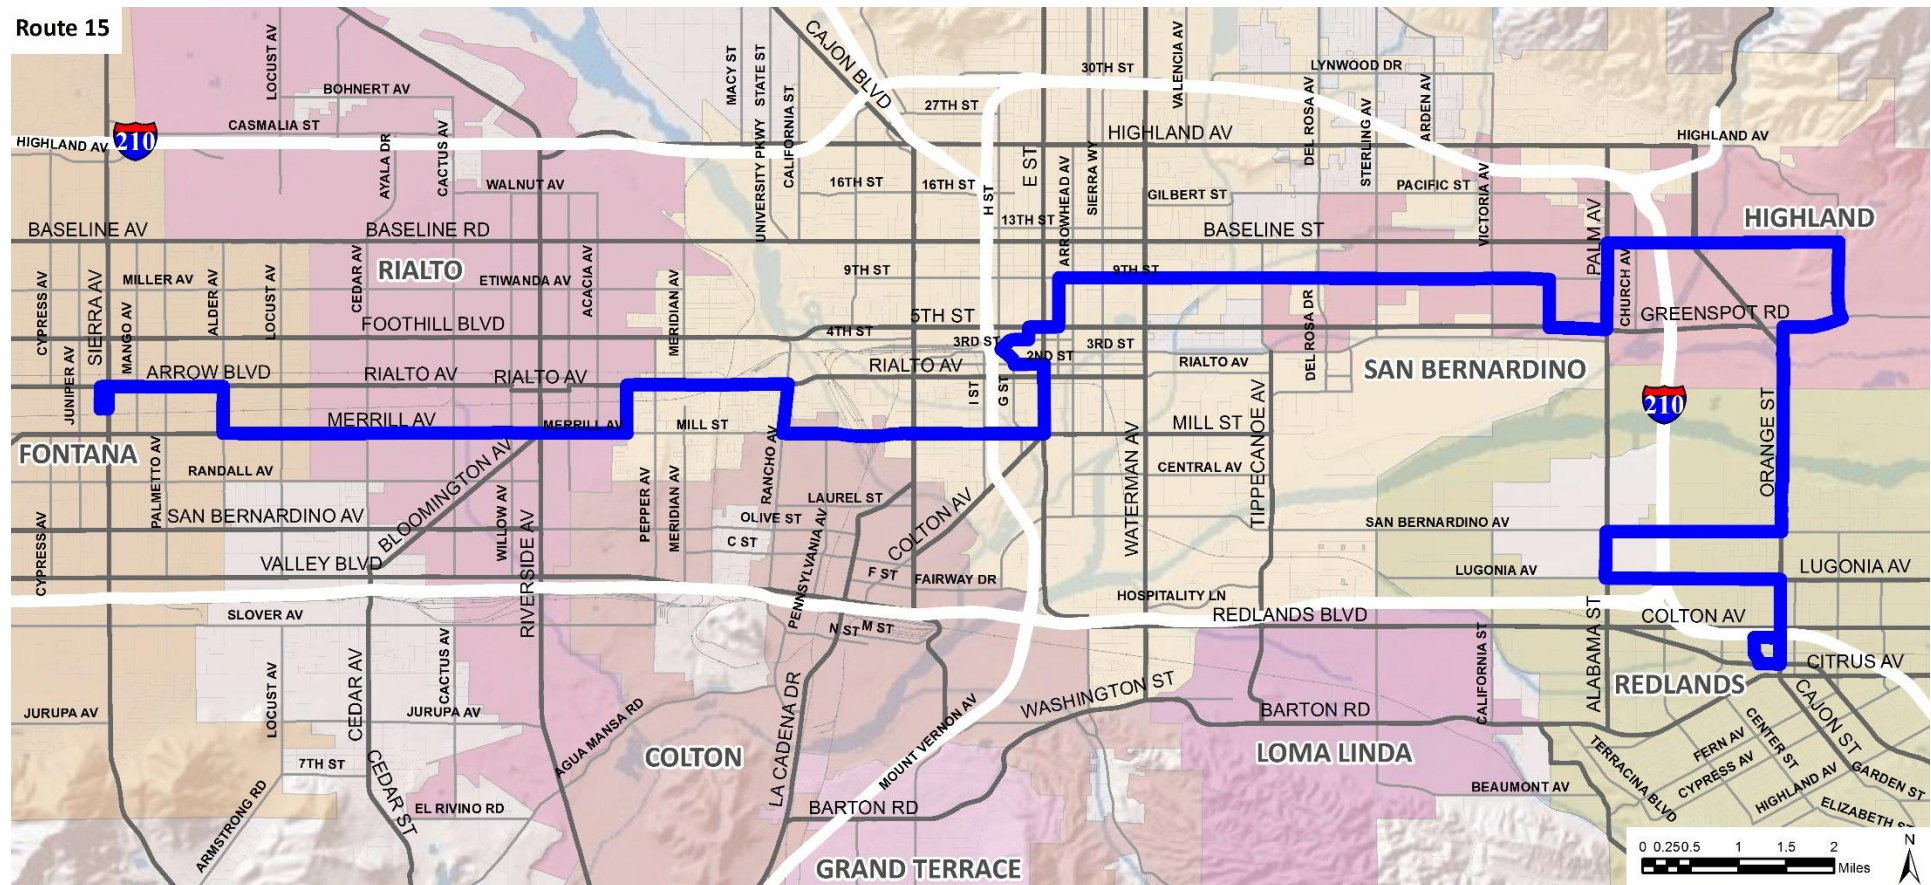 Route 15
LOCUST AV
BOHNERT AV
CASMALIA ST
HIGHLAND AV
210
AYALA DR
CACTUS AV
WALNUT AV
MACY ST
UNIVERSITY PKWY
STATE ST
CALIFORNIA ST
CAJON BLVD
27TH ST
30TH ST
VALENCIA AV
LYNWOOD DR
DEL ROSA AV
STERLING AV
ARDEN AV
HIGHLAND AV
HIGHLAND AV
16TH ST
16TH ST
H ST
E ST
13TH ST
ARROWHEAD AV
SIERRA WY
GILBERT ST
PACIFIC ST
VICTORIA AV
PALM AV
HIGHLAND
BASELINE AV
BASELINE RD
BASELINE ST
RIALTO
CYPRESS AV
SIERRA AV
MILLER AV
MANGO AV
ALDER AV
LOCUST AV
CEDAR AV
ETIWANDA AV
ACACIA AV
MERIDIAN AV
9TH ST
9TH ST
CHURCH AV
GREENSPOT RD
FOOTHILL BLVD
4TH ST
5TH ST
3RD ST
2ND ST
3RD ST
RIALTO AV
RIALTO AV
DEL ROSA DR
SAN BERNARDINO
JUNIPER AV
ARROW BLVD
RIALTO AV
RIALTO AV
I ST
G ST
210
ORANGE ST
MERRILL AV
MERRILL AV
MILL ST
MILL ST
FONTANA
PALMETTO AV
RANDALL AV
BLOOMINGTON AV
PEPPER AV
MERIDIAN AV
RANCHO AV
LAUREL ST
OLIVE ST
C ST
PENNSYLVANIA AV
COLTON AV
WATERMAN AV
CENTRAL AV
TIPPECANOE AV
SAN BERNARDINO AV
SAN BERNARDINO AV
WILLOW AV
RIVERSIDE AV
CYPRESS AV
VALLEY BLVD
F ST
FAIRWAY DR
LUGONIA AV
LUGONIA AV
HOSPITALITY LN
SLOVER AV
N ST
M ST
REDLANDS BLVD
ALABAMA ST
COLTON AV
CITRUS AV
REDLANDS
LOCUST AV
CEDAR AV
CACTUS AV
JURUPA AV
JURUPA AV
AGUA MANSA RD
COLTON
LA CADENA DR
MOUNT VERNON AV
WASHINGTON ST
BARTON RD
CALIFORNIA ST
LOMA LINDA
BEAUMONT AV
TERRACINA BLVD
FERN AV
CYPRESS AV
CENTER ST
HIGHLAND AV
CAJON ST
GARDEN ST
ELIZABETH S
7TH ST
ARMSTRONG RD
CEDAR ST
EL RIVINO RD
BARTON RD
GRAND TERRACE
0 0.25 0.5 1 1.5 2
Miles
N